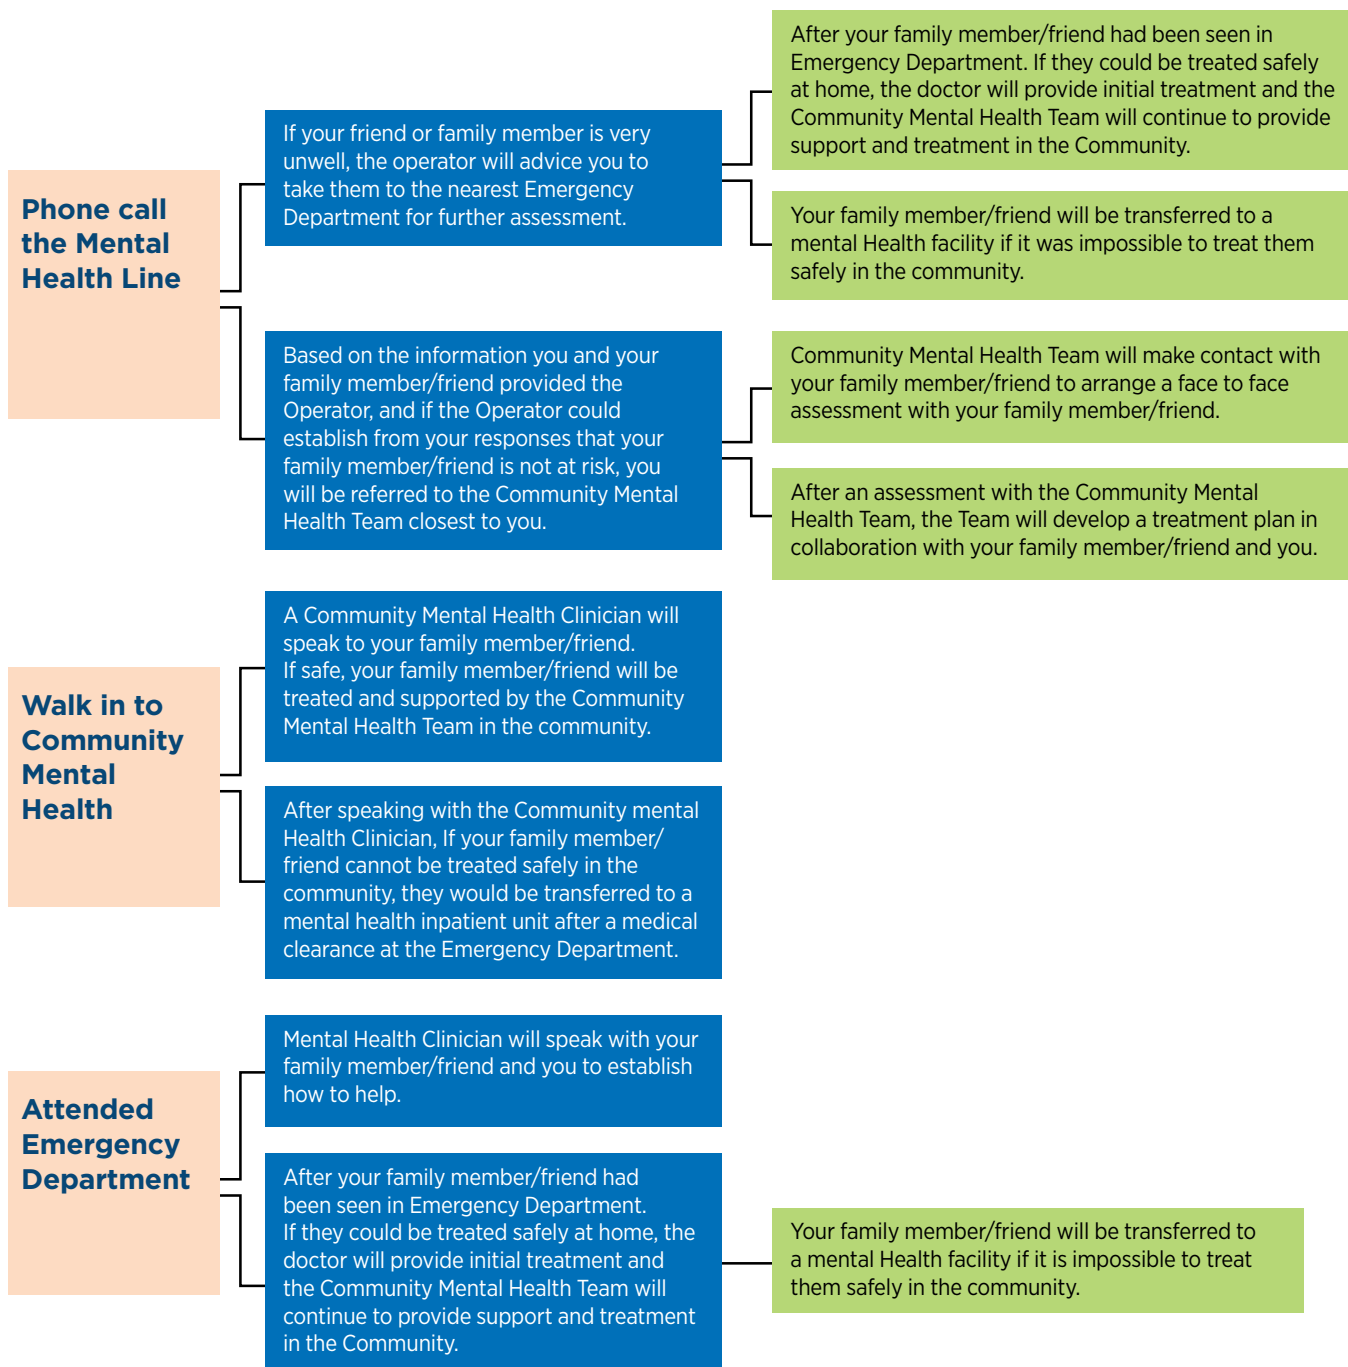 Phone call
the Mental
Health Line
If your friend or family member is very
unwell, the operator will advice you to
take them to the nearest Emergency
Department for further assessment.
After your family member/friend had been seen in
Emergency Department. If they could be treated safely
at home, the doctor will provide initial treatment and the
Community Mental Health Team will continue to provide
support and treatment in the Community.
Your family member/friend will be transferred to a
mental Health facility if it was impossible to treat them
safely in the community.
Based on the information you and your
family member/friend provided the
Operator, and if the Operator could
establish from your responses that your
family member/friend is not at risk, you
will be referred to the Community Mental
Health Team closest to you.
Community Mental Health Team will make contact with
your family member/friend to arrange a face to face
assessment with your family member/friend.
After an assessment with the Community Mental
Health Team, the Team will develop a treatment plan in
collaboration with your family member/friend and you.
Walk in to
Community
Mental
Health
A Community Mental Health Clinician will
speak to your family member/friend.
If safe, your family member/friend will be
treated and supported by the Community
Mental Health Team in the community.
After speaking with the Community mental
Health Clinician, If your family member/
friend cannot be treated safely in the
community, they would be transferred to a
mental health inpatient unit after a medical
clearance at the Emergency Department.
Attended
Emergency
Department
Mental Health Clinician will speak with your
family member/friend and you to establish
how to help.
After your family member/friend had
been seen in Emergency Department.
If they could be treated safely at home, the
doctor will provide initial treatment and
the Community Mental Health Team will
continue to provide support and treatment
in the Community.
Your family member/friend will be transferred to
a mental Health facility if it is impossible to treat
them safely in the community.